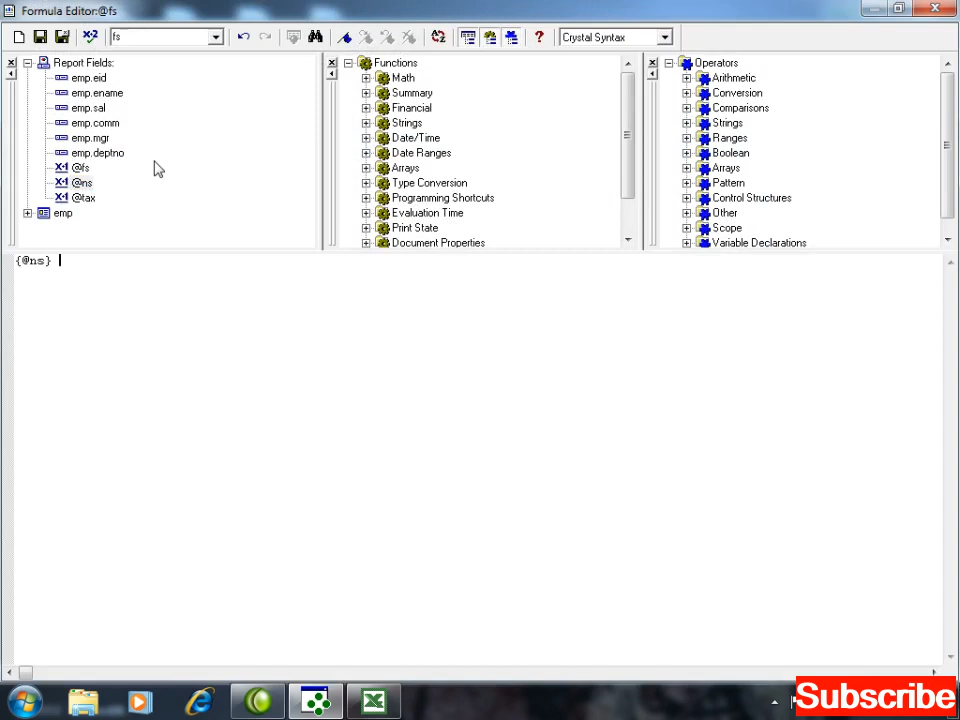 Formula Editor:@fs
fs
Crystal Syntax
Report Fields:
emp.eid
emp.ename
emp.sal
emp.comm
emp.mgr
emp.deptno
@fs
@ns
@tax
emp
Functions
Math
Summary
Financial
Strings
Date/Time
Date Ranges
Arrays
Type Conversion
Programming Shortcuts
Evaluation Time
Print State
Document Properties
Operators
Arithmetic
Conversion
Comparisons
Strings
Ranges
Boolean
Arrays
Pattern
Control Structures
Other
Scope
Variable Declarations
{@ns}
Subscribe